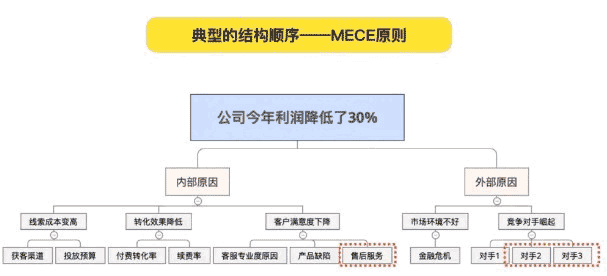 典型的结构顺序——MECE原则
公司今年利润降低了30%
内部原因
外部原因
线索成本变高
转化效果降低
客户满意度下降
市场环境不好
竞争对手崛起
获客渠道
投放预算
付费转化率
续费率
客服专业度原因
产品缺陷
售后服务
金融危机
对手1
对手2
对手3